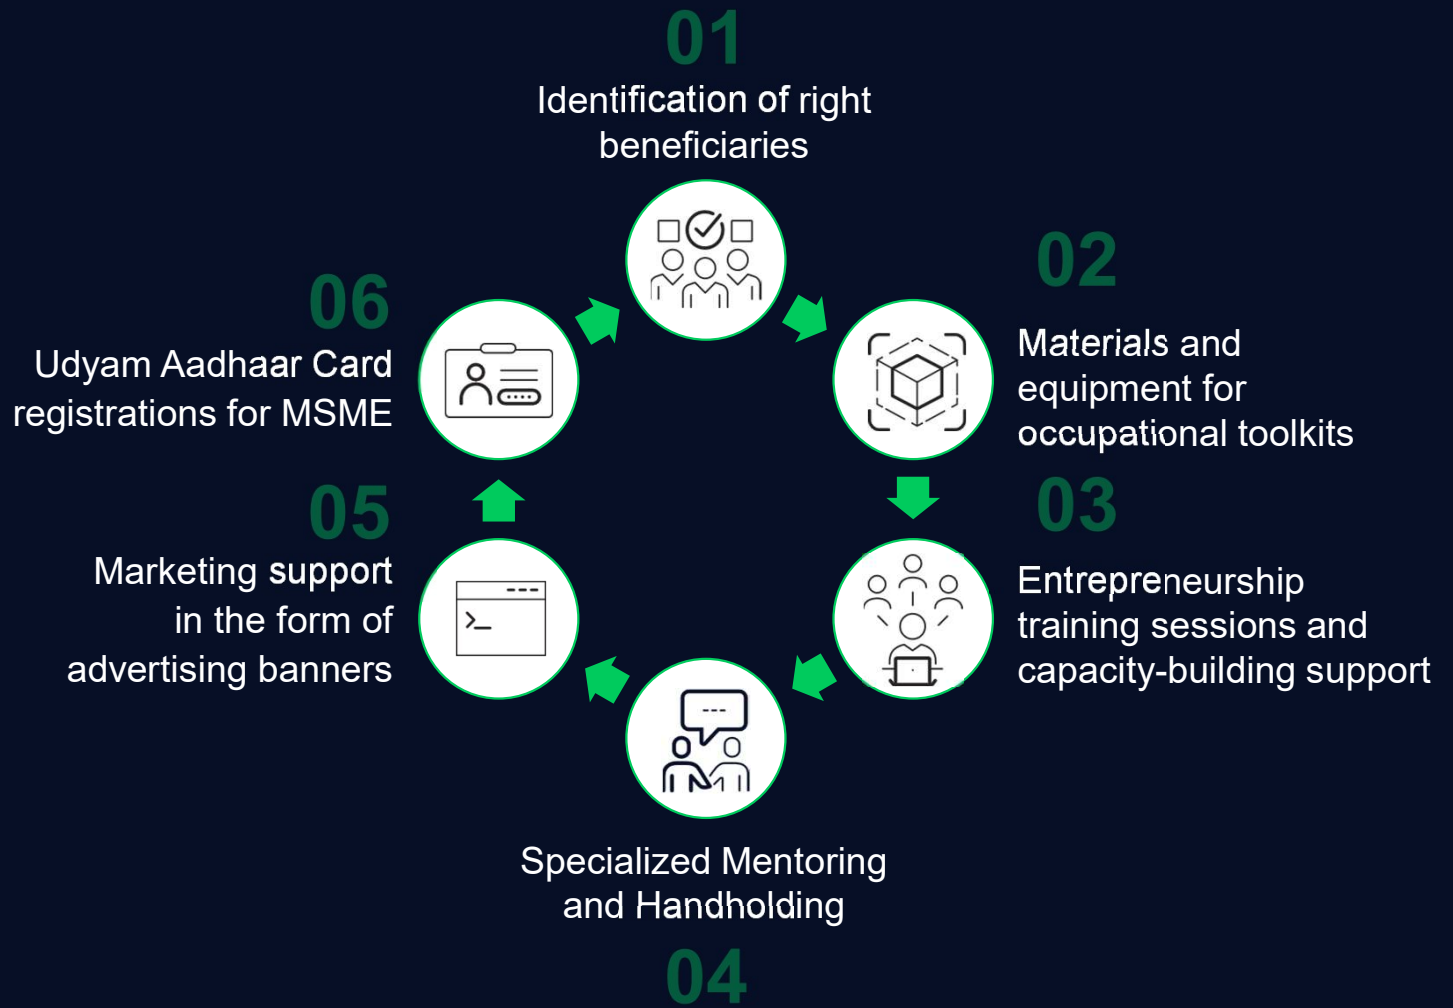 01
Identification of right
beneficiaries
02
Materials and
equipment for
occupational toolkits
03
Entrepreneurship
training sessions and
capacity-building support
Specialized Mentoring
and Handholding
04
05
Marketing support
in the form of
advertising banners
06
Udyam Aadhaar Card
registrations for MSME